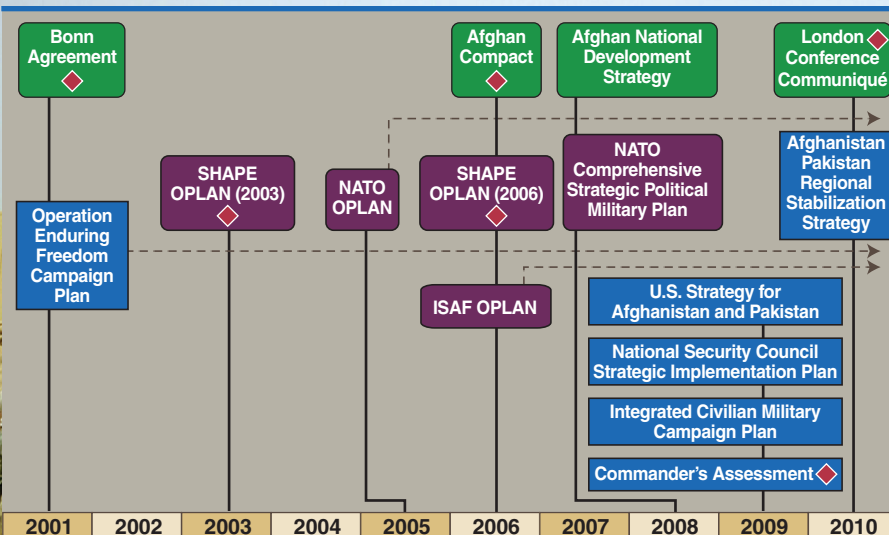 Bonn
Agreement
Afghan
Compact
Afghan National
Development
Strategy
London
Conference
Communiqué
SHAPE
OPLAN (2003)
NATO
OPLAN
SHAPE
OPLAN (2006)
NATO
Comprehensive
Strategic Political
Military Plan
Afghanistan
Pakistan
Regional
Stabilization
Strategy
Operation
Enduring
Freedom
Campaign
Plan
ISAF OPLAN
U.S. Strategy for
Afghanistan and Pakistan
National Security Council
Strategic Implementation Plan
Integrated Civilian Military
Campaign Plan
Commander's Assessment
2001 2002 2003 2004 2005 2006 2007 2008 2009 2010